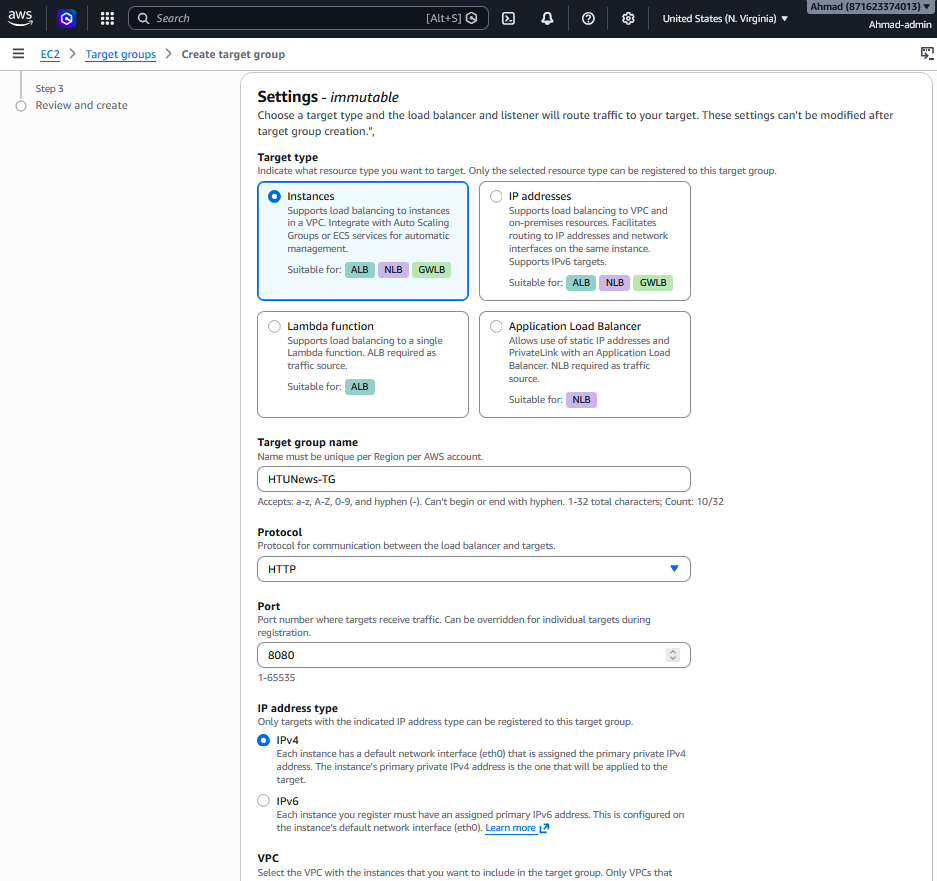 aws
Search
[Alt+S]
United States (N. Virginia)
Ahmad (871623374013)
Ahmad-admin
EC2 > Target groups > Create target group
Step 3
Review and create
Settings - immutable
Choose a target type and the load balancer and listener will route traffic to your target. These settings can't be modified after
target group creation.",
Target type
Indicate what resource type you want to target. Only the selected resource type can be registered to this target group.
Instances
Supports load balancing to instances
in a VPC. Integrate with Auto Scaling
Groups or ECS services for automatic
management.
Suitable for: ALB NLB GWLB
IP addresses
Supports load balancing to VPC and
on-premises resources. Facilitates
routing to IP addresses and network
interfaces on the same instance.
Supports IPv6 targets.
Suitable for: ALB NLB GWLB
Lambda function
Supports load balancing to a single
Lambda function. ALB required as
traffic source.
Suitable for: ALB
Application Load Balancer
Allows use of static IP addresses and
PrivateLink with an Application Load
Balancer. NLB required as traffic
source.
Suitable for: NLB
Target group name
Name must be unique per Region per AWS account.
HTUNews-TG
Accepts: a-z, A-Z, 0-9, and hyphen (-). Can't begin or end with hyphen. 1-32 total characters; Count: 10/32
Protocol
Protocol for communication between the load balancer and targets.
HTTP
Port
Port number where targets receive traffic. Can be overridden for individual targets during
registration.
8080
1-65535
IP address type
Only targets with the indicated IP address type can be registered to this target group.
IPv4
Each instance has a default network interface (eth0) that is assigned the primary private IPv4
address. The instance's primary private IPv4 address is the one that will be applied to the
target.
IPv6
Each instance you register must have an assigned primary IPv6 address. This is configured on
the instance's default network interface (eth0). Learn more
VPC
Select the VPC with the instances that you want to include in the target group. Only VPCs that